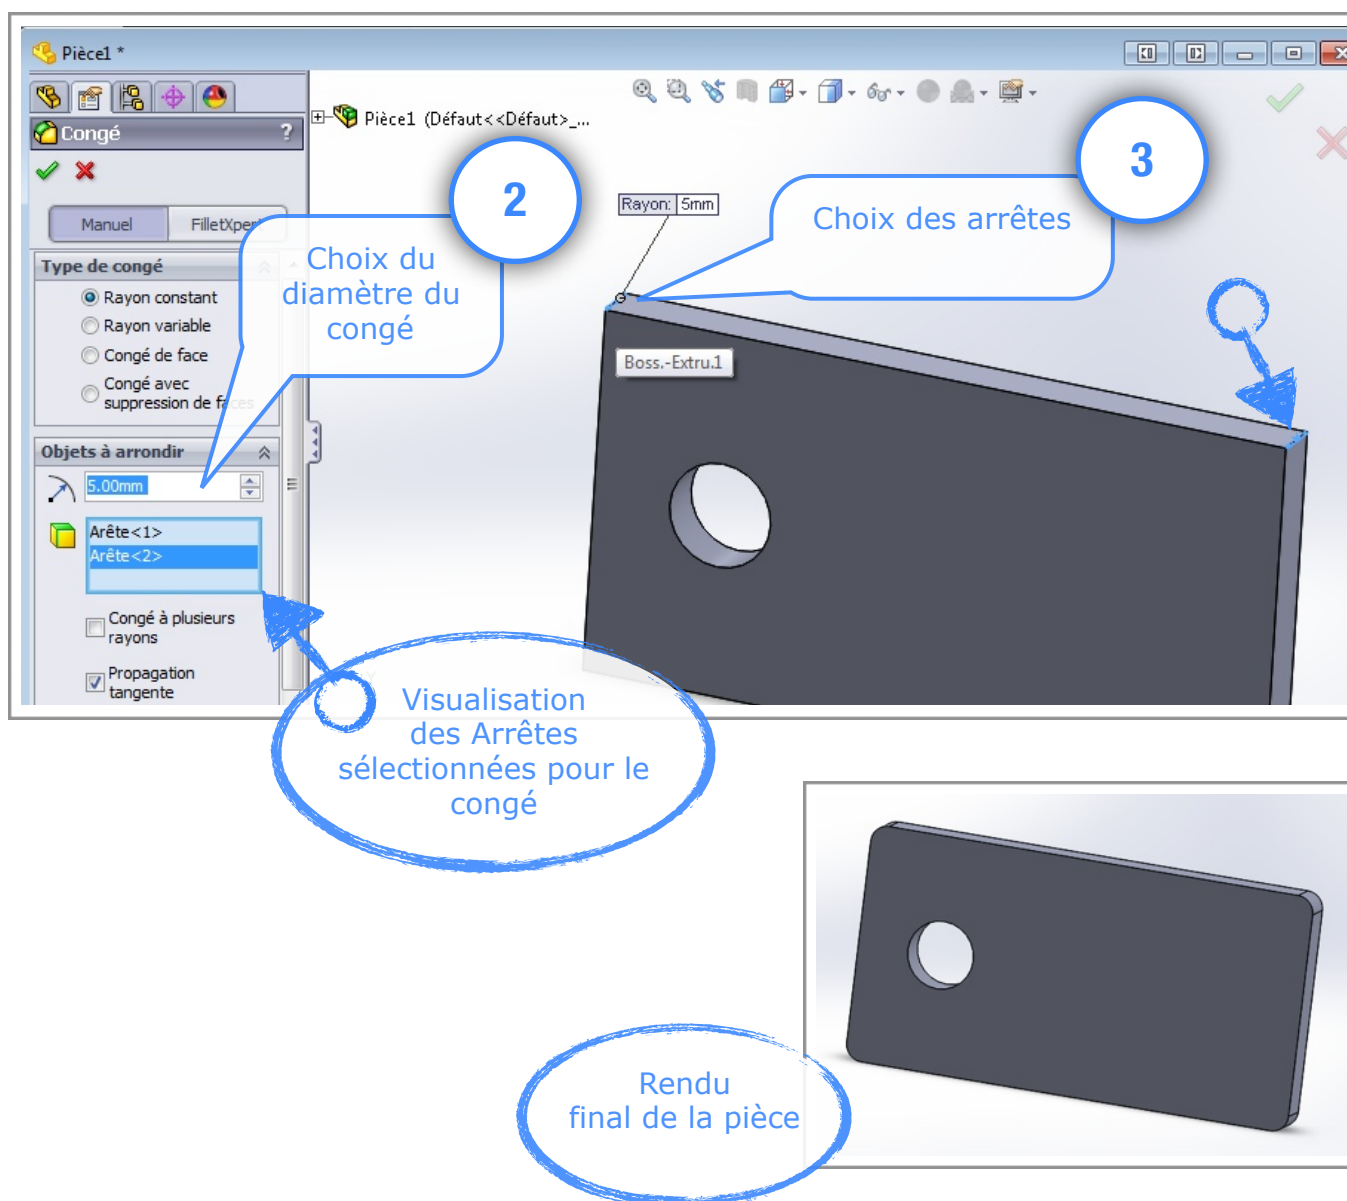 Pièce1 *
Pièce1 (Défaut<<Défaut>_...
Congé
?
Manuel
FilletXper
Type de congé
Rayon constant
Rayon variable
Congé de face
Congé avec
suppression de faces
Objets à arrondir
5.00mm
Arête<1>
Arête<2>
Congé à plusieurs
rayons
Propagation
tangente
2
Choix du
diamètre du
congé
3
Choix des arrêtes
Rayon: 5mm
Boss.-Extru.1
Visualisation
des Arrêtes
sélectionnées pour le
congé
Rendu
final de la pièce